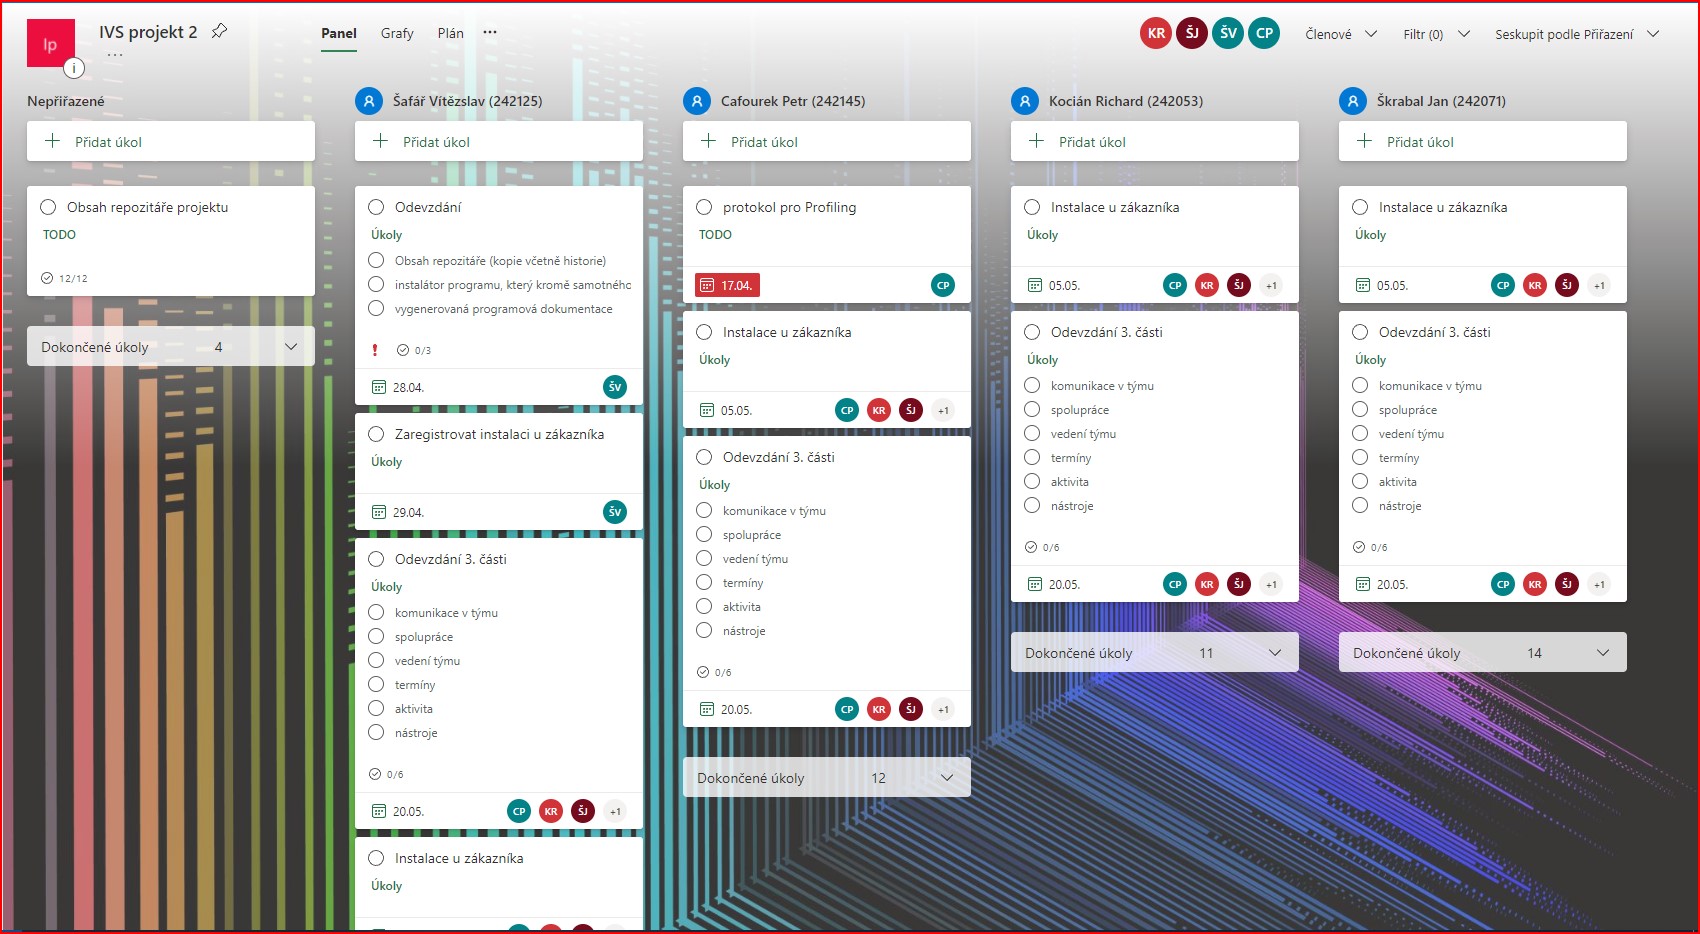 Ip
IVS projekt 2
Panel
Grafy
Plán
KR
ŠJ
ŠV
CP
Členové
Filtr (0)
Seskupit podle Přiřazení
Nepřiřazené
Přidat úkol
Obsah repozitáře projektu
TODO
12/12
Dokončené úkoly 4
Šafář Vítězslav (242125)
Přidat úkol
Odevzdání
Úkoly
Obsah repozitáře (kopie včetně historie)
instalátor programu, který kromě samotného
vygenerovaná programová dokumentace
0/3
28.04. ŠV
Zaregistrovat instalaci u zákazníka
Úkoly
29.04. ŠV
Odevzdání 3. části
Úkoly
komunikace v týmu
spolupráce
vedení týmu
termíny
aktivita
nástroje
0/6
20.05. CP KR ŠJ +1
Instalace u zákazníka
Úkoly
Cafourek Petr (242145)
Přidat úkol
protokol pro Profiling
TODO
17.04. CP
Instalace u zákazníka
Úkoly
05.05. CP KR ŠJ +1
Odevzdání 3. části
Úkoly
komunikace v týmu
spolupráce
vedení týmu
termíny
aktivita
nástroje
0/6
20.05. CP KR ŠJ +1
Dokončené úkoly 12
Kocián Richard (242053)
Přidat úkol
Instalace u zákazníka
Úkoly
05.05. CP KR ŠJ +1
Odevzdání 3. části
Úkoly
komunikace v týmu
spolupráce
vedení týmu
termíny
aktivita
nástroje
0/6
20.05. CP KR ŠJ +1
Dokončené úkoly 11
Škrabal Jan (242071)
Přidat úkol
Instalace u zákazníka
Úkoly
05.05. CP KR ŠJ +1
Odevzdání 3. části
Úkoly
komunikace v týmu
spolupráce
vedení týmu
termíny
aktivita
nástroje
0/6
20.05. CP KR ŠJ +1
Dokončené úkoly 14